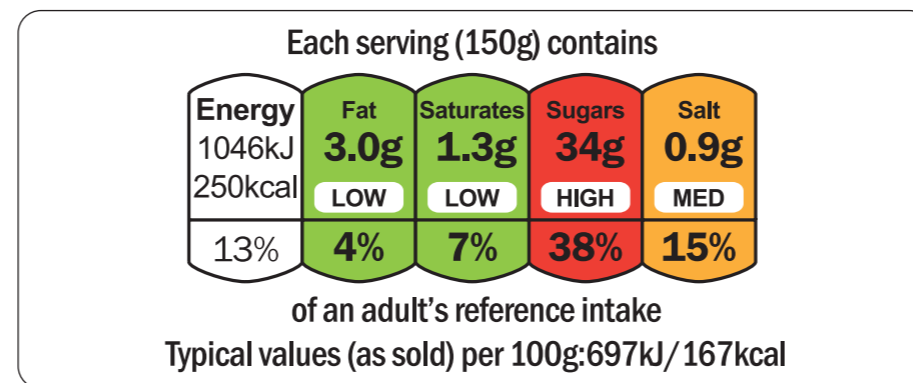 Each serving (150g) contains
Energy Fat Saturates Sugars Salt
1046kJ 3.0g 1.3g 34g 0.9g
250kcal LOW LOW HIGH MED
13% 4% 7% 38% 15%
of an adult's reference intake
Typical values (as sold) per 100g:697kJ/167kcal